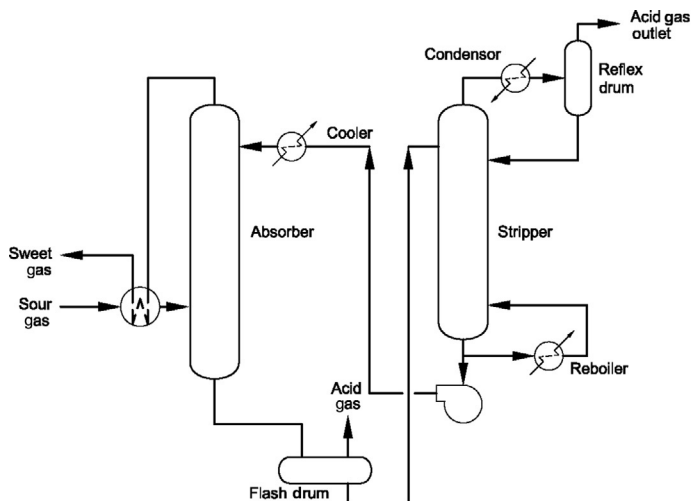 Acid gas
outlet
Condensor
Reflex
drum
Cooler
Absorber
Stripper
Sweet
gas
Sour
gas
Reboiler
Acid
gas
Flash drum